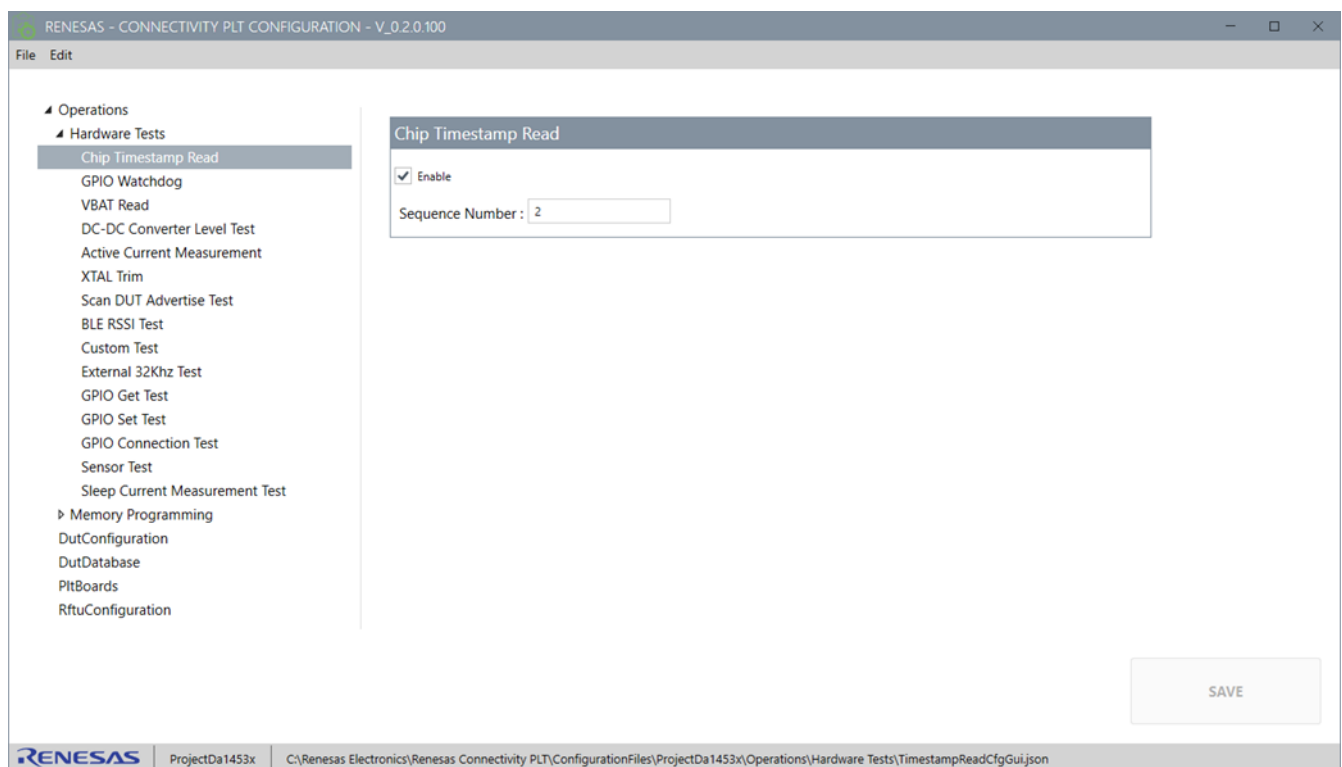 RENESAS - CONNECTIVITY PLT CONFIGURATION - V_0.2.0.100
File Edit
Operations
Hardware Tests
Chip Timestamp Read
GPIO Watchdog
VBAT Read
DC-DC Converter Level Test
Active Current Measurement
XTAL Trim
Scan DUT Advertise Test
BLE RSSI Test
Custom Test
External 32Khz Test
GPIO Get Test
GPIO Set Test
GPIO Connection Test
Sensor Test
Sleep Current Measurement Test
Memory Programming
DutConfiguration
DutDatabase
PltBoards
RftuConfiguration
Chip Timestamp Read
Enable
Sequence Number : 2
SAVE
RENESAS ProjectDa1453x C:\Renesas Electronics\Renesas Connectivity PLT\ConfigurationFiles\ProjectDa1453x\Operations\Hardware Tests\TimestampReadCfgGui.json